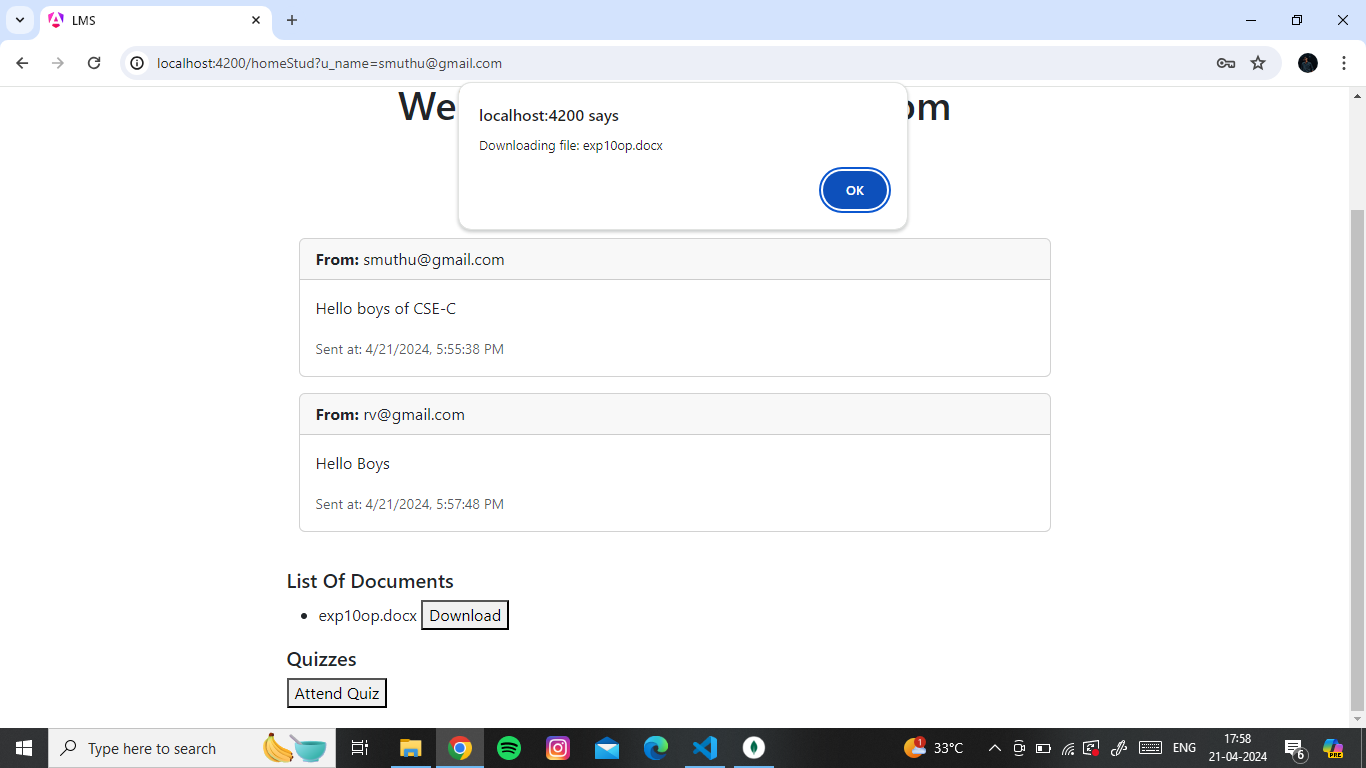 LMS
localhost:4200/homeStud?u_name=smuthu@gmail.com
localhost:4200 says
Downloading file: exp10op.docx
OK
From: smuthu@gmail.com
Hello boys of CSE-C
Sent at: 4/21/2024, 5:55:38 PM
From: rv@gmail.com
Hello Boys
Sent at: 4/21/2024, 5:57:48 PM
List Of Documents
exp10op.docx Download
Quizzes
Attend Quiz
Type here to search
1
33°C
ENG
17:58
21-04-2024
6
PRE